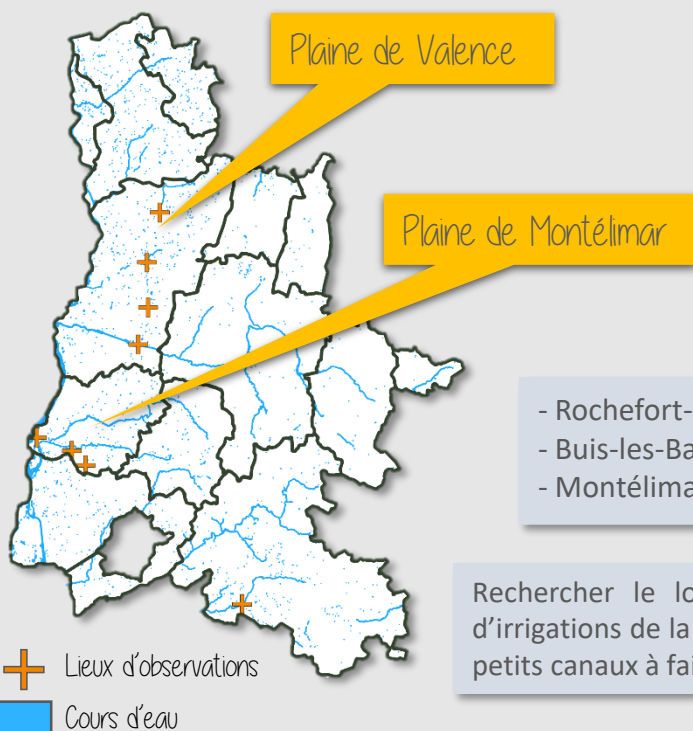 Plaine de Valence
Plaine de Montélimar
- Rochefort-
- Buis-les-Ba
- Montélima
Rechercher le lo
d'irrigations de la
petits canaux à fai
Lieux d'observations
Cours d'eau